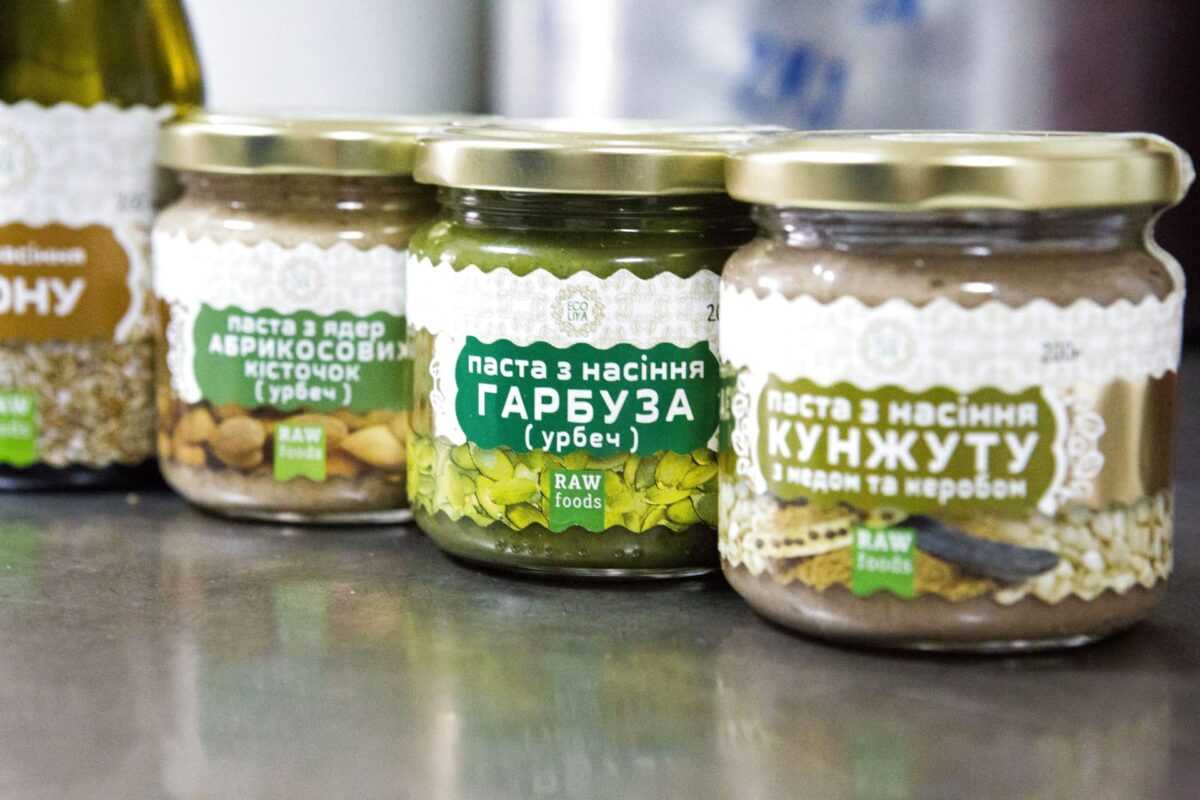 насіння
ОНУ
RAW
паста з ядер
АБРИКОСОВИХ
КІСТОЧОК
(урбеч)
RAW
foods
ECO
LIYA
паста з насіння
ГАРБУЗА
(урбеч)
RAW
foods
200г
паста з насіння
КУНЖУТУ
з медом та керобом
RAW
foods